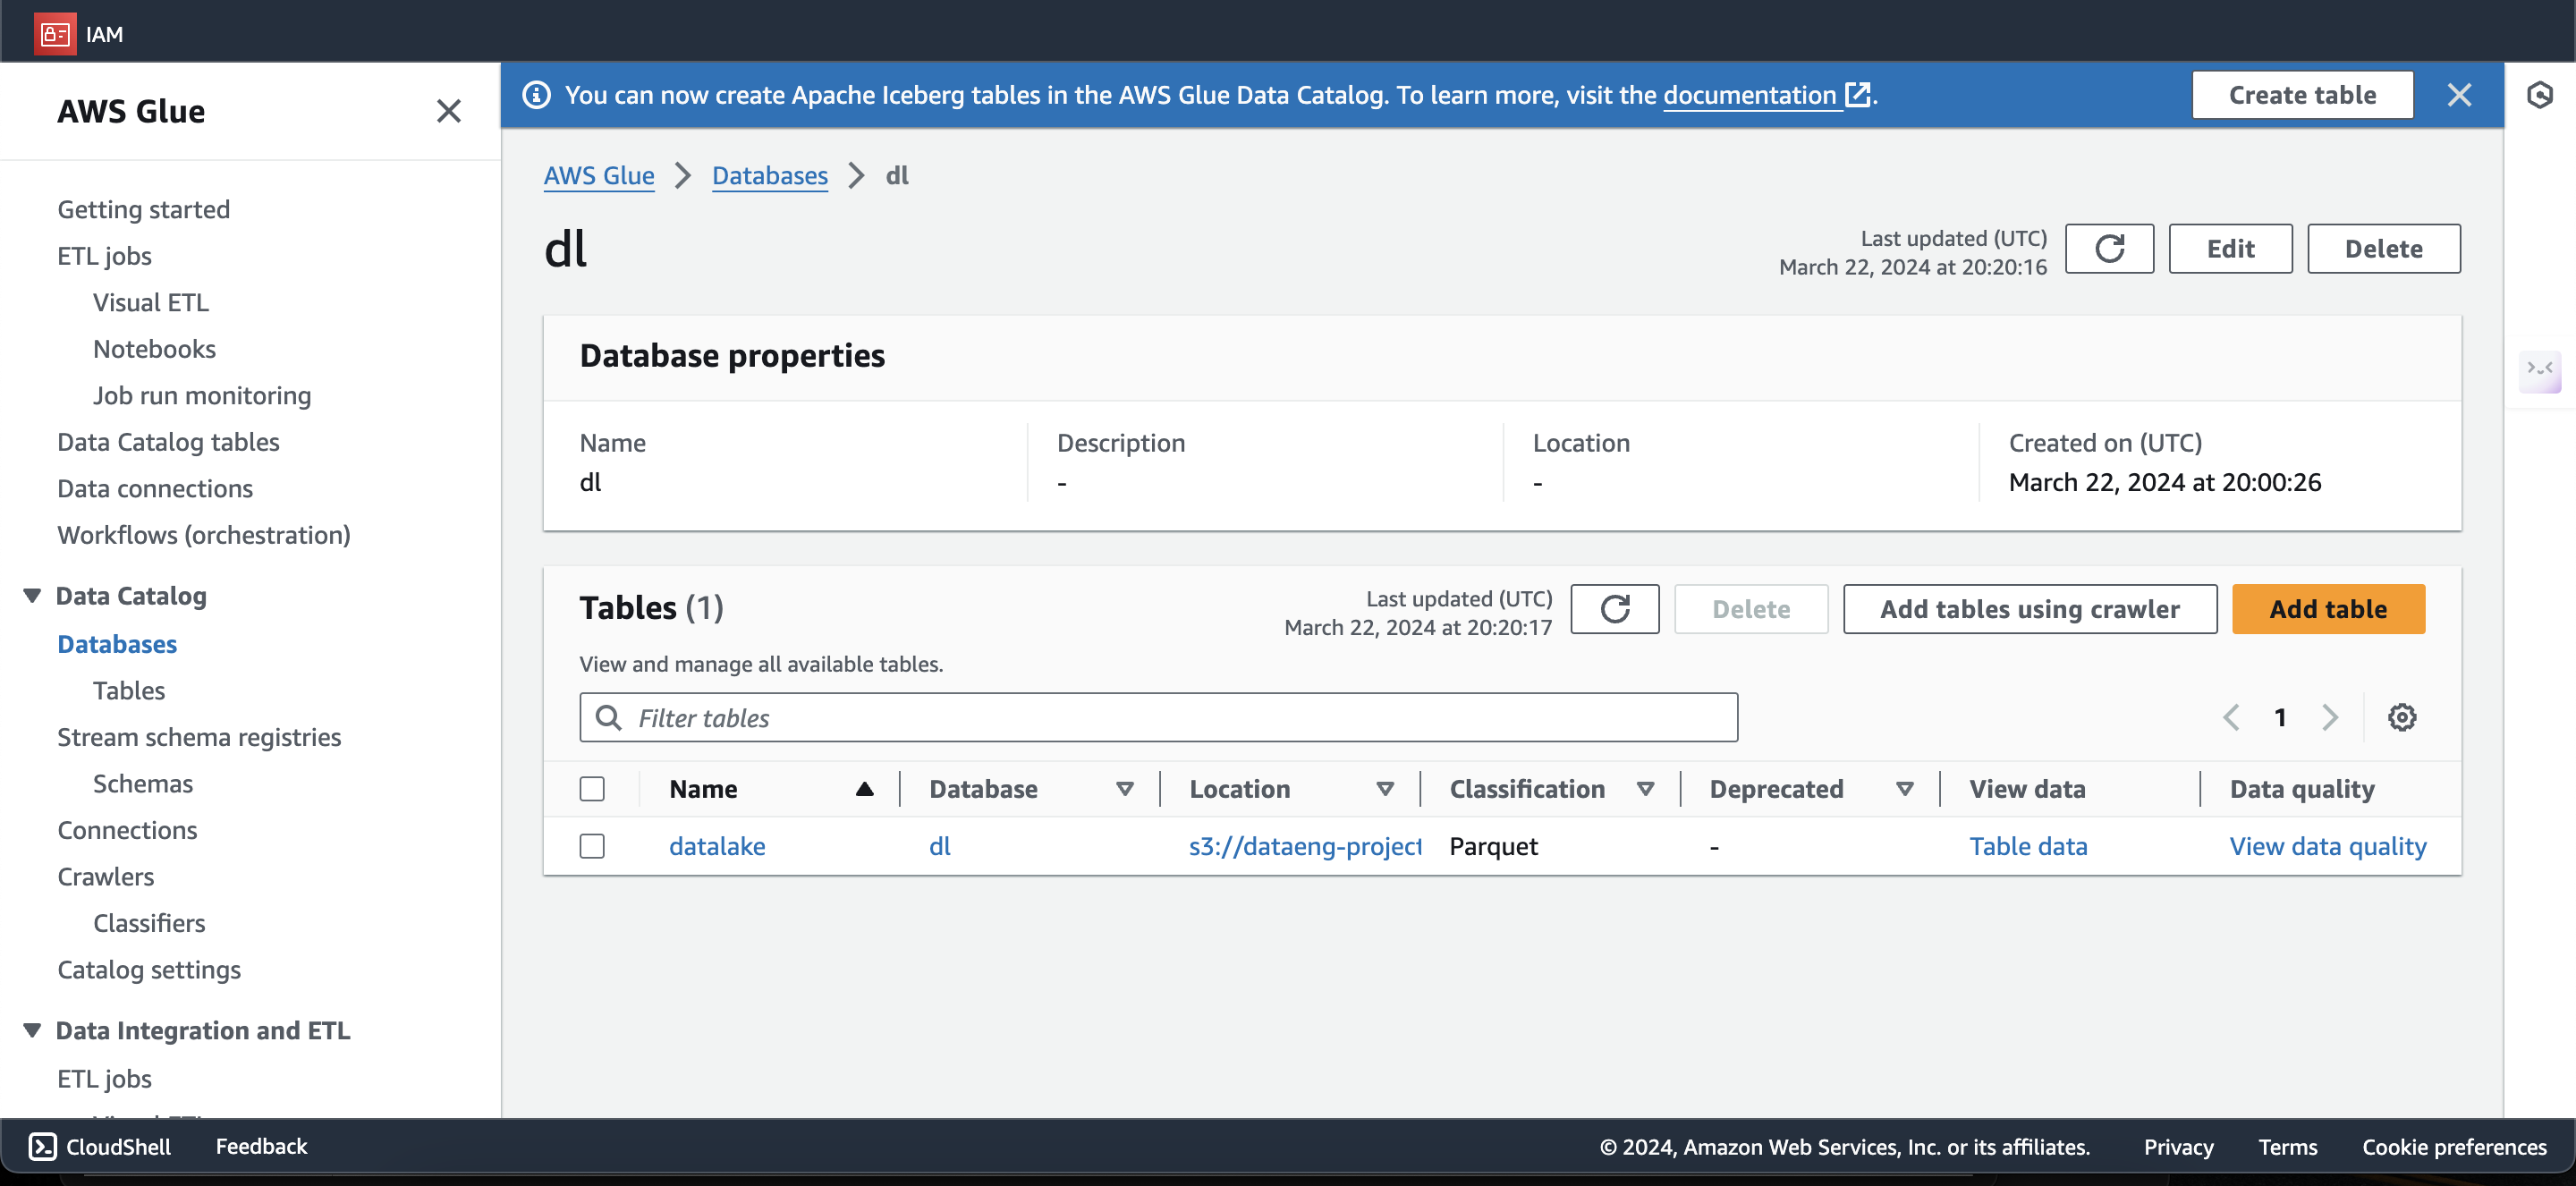 IAM
AWS Glue
Getting started
ETL jobs
Visual ETL
Notebooks
Job run monitoring
Data Catalog tables
Data connections
Workflows (orchestration)
Data Catalog
Databases
Tables
Stream schema registries
Schemas
Connections
Crawlers
Classifiers
Catalog settings
Data Integration and ETL
ETL jobs
You can now create Apache Iceberg tables in the AWS Glue Data Catalog. To learn more, visit the documentation.
Create table
AWS Glue > Databases > dl
dl
Last updated (UTC)
March 22, 2024 at 20:20:16
Edit
Delete
Database properties
Name
dl
Description
-
Location
-
Created on (UTC)
March 22, 2024 at 20:00:26
Tables (1)
Last updated (UTC)
March 22, 2024 at 20:20:17
Delete
Add tables using crawler
Add table
View and manage all available tables.
Filter tables
1
Name Database Location Classification Deprecated View data Data quality
datalake dl s3://dataeng-project Parquet - Table data View data quality
CloudShell Feedback © 2024, Amazon Web Services, Inc. or its affiliates. Privacy Terms Cookie preferences